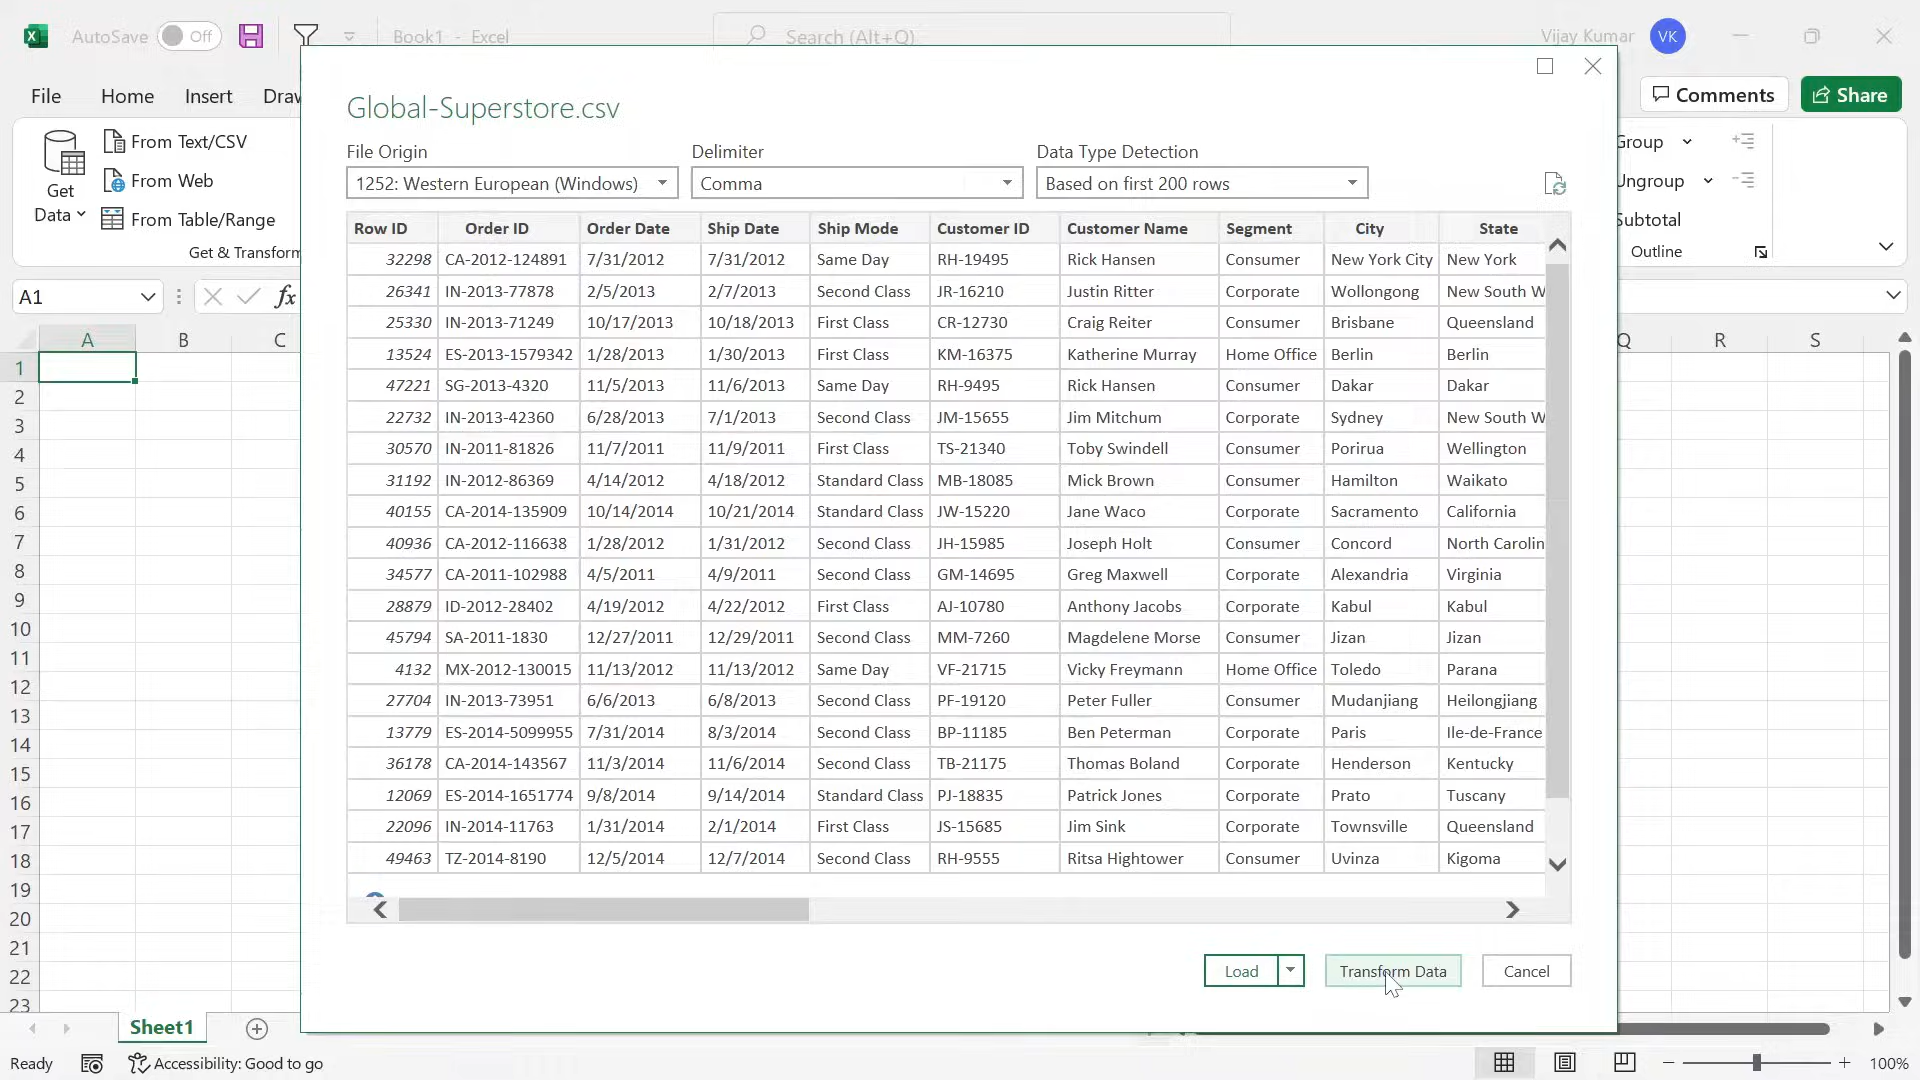 AutoSave Off Book1 - Excel Search (Alt+Q) Vijay Kumar VK
File Home Insert Comments Share
Global-Superstore.csv
From Text/CSV
From Web
From Table/Range
Get
Data
Get & Transform
Group
Ungroup
Subtotal
Outline
File Origin Delimiter Data Type Detection
1252: Western European (Windows) Comma Based on first 200 rows
A1 fx
A B C Q R S
Row ID Order ID Order Date Ship Date Ship Mode Customer ID Customer Name Segment City State
32298 CA-2012-124891 7/31/2012 7/31/2012 Same Day RH-19495 Rick Hansen Consumer New York City New York
26341 IN-2013-77878 2/5/2013 2/7/2013 Second Class JR-16210 Justin Ritter Corporate Wollongong New South W
25330 IN-2013-71249 10/17/2013 10/18/2013 First Class CR-12730 Craig Reiter Consumer Brisbane Queensland
13524 ES-2013-1579342 1/28/2013 1/30/2013 First Class KM-16375 Katherine Murray Home Office Berlin Berlin
47221 SG-2013-4320 11/5/2013 11/6/2013 Same Day RH-9495 Rick Hansen Consumer Dakar Dakar
22732 IN-2013-42360 6/28/2013 7/1/2013 Second Class JM-15655 Jim Mitchum Corporate Sydney New South W
30570 IN-2011-81826 11/7/2011 11/9/2011 First Class TS-21340 Toby Swindell Consumer Porirua Wellington
31192 IN-2012-86369 4/14/2012 4/18/2012 Standard Class MB-18085 Mick Brown Consumer Hamilton Waikato
40155 CA-2014-135909 10/14/2014 10/21/2014 Standard Class JW-15220 Jane Waco Corporate Sacramento California
40936 CA-2012-116638 1/28/2012 1/31/2012 Second Class JH-15985 Joseph Holt Consumer Concord North Carolin
34577 CA-2011-102988 4/5/2011 4/9/2011 Second Class GM-14695 Greg Maxwell Corporate Alexandria Virginia
28879 ID-2012-28402 4/19/2012 4/22/2012 First Class AJ-10780 Anthony Jacobs Corporate Kabul Kabul
45794 SA-2011-1830 12/27/2011 12/29/2011 Second Class MM-7260 Magdelene Morse Consumer Jizan Jizan
4132 MX-2012-130015 11/13/2012 11/13/2012 Same Day VF-21715 Vicky Freymann Home Office Toledo Parana
27704 IN-2013-73951 6/6/2013 6/8/2013 Second Class PF-19120 Peter Fuller Consumer Mudanjiang Heilongjiang
13779 ES-2014-5099955 7/31/2014 8/3/2014 Second Class BP-11185 Ben Peterman Corporate Paris Ile-de-France
36178 CA-2014-143567 11/3/2014 11/6/2014 Second Class TB-21175 Thomas Boland Corporate Henderson Kentucky
12069 ES-2014-1651774 9/8/2014 9/14/2014 Standard Class PJ-18835 Patrick Jones Corporate Prato Tuscany
22096 IN-2014-11763 1/31/2014 2/1/2014 First Class JS-15685 Jim Sink Corporate Townsville Queensland
49463 TZ-2014-8190 12/5/2014 12/7/2014 Second Class RH-9555 Ritsa Hightower Consumer Uvinza Kigoma
1
2
3
4
5
6
7
8
9
10
11
12
13
14
15
16
17
18
19
20
21
22
23
Load Transform Data Cancel
Sheet1
Ready Accessibility: Good to go 100%